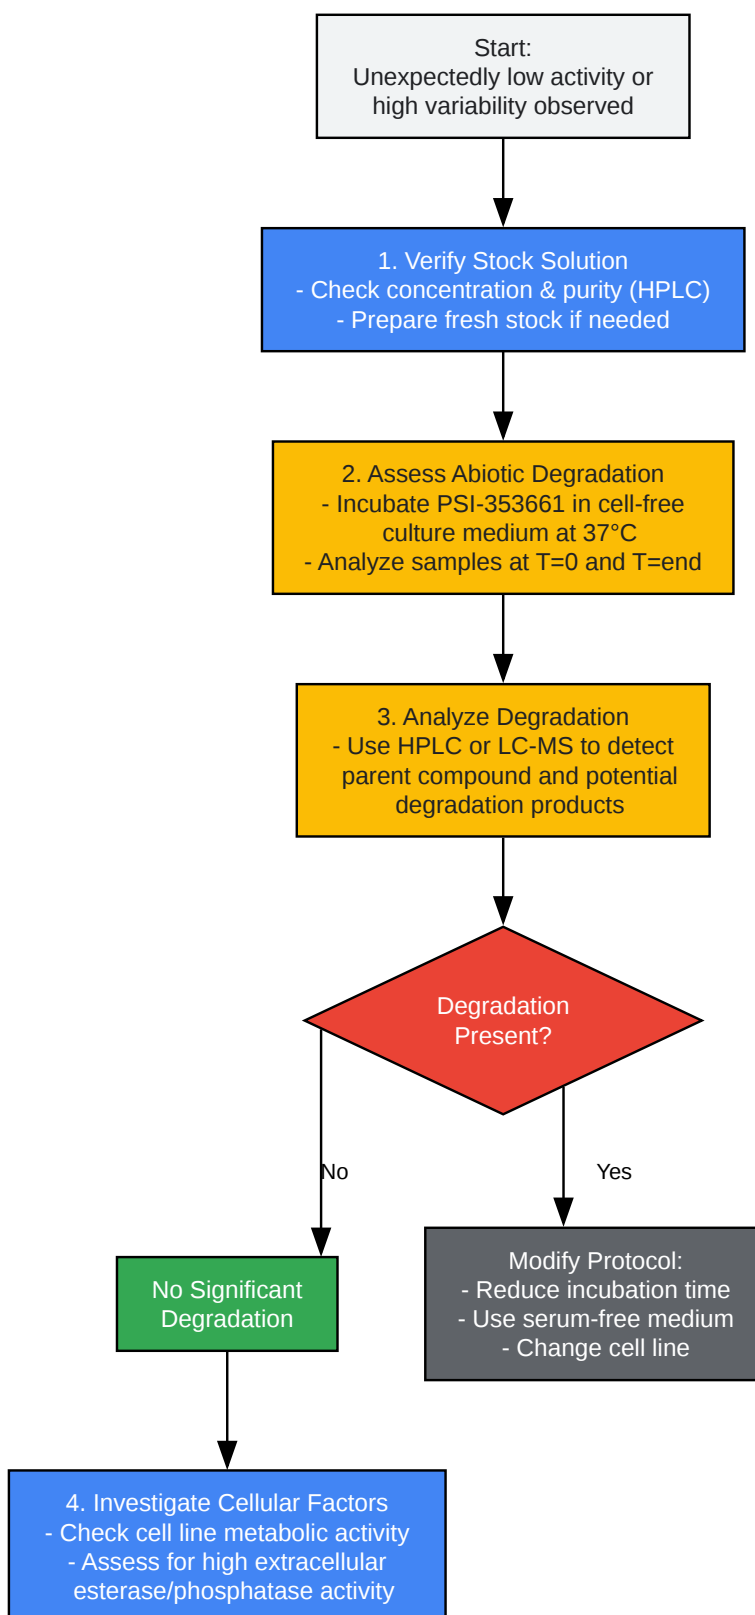 Start:
Unexpectedly low activity or
high variability observed
1. Verify Stock Solution
- Check concentration & purity (HPLC)
- Prepare fresh stock if needed
2. Assess Abiotic Degradation
- Incubate PSI-353661 in cell-free
culture medium at 37°C
- Analyze samples at T=0 and T=end
3. Analyze Degradation
- Use HPLC or LC-MS to detect
parent compound and potential
degradation products
Degradation
Present?
No
Yes
No Significant
Degradation
Modify Protocol:
- Reduce incubation time
- Use serum-free medium
- Change cell line
4. Investigate Cellular Factors
- Check cell line metabolic activity
- Assess for high extracellular
esterase/phosphatase activity